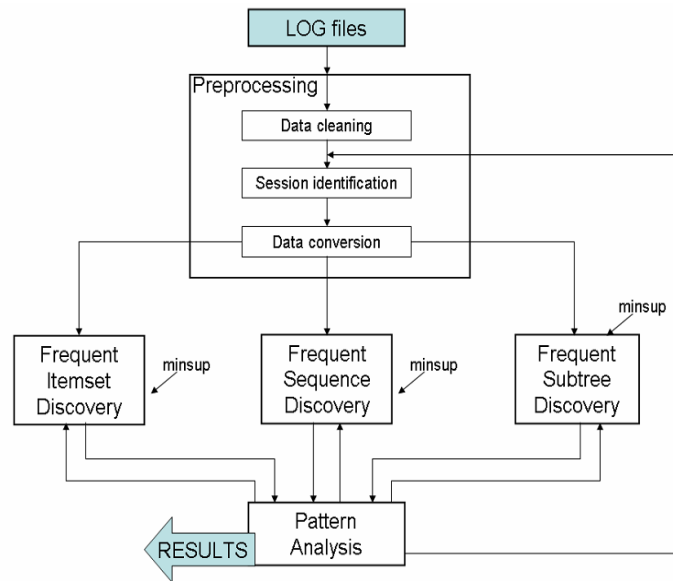 LOG files
Preprocessing
Data cleaning
Session identification
Data conversion
minsup
Frequent
Itemset
Discovery
minsup
Frequent
Sequence
Discovery
minsup
Frequent
Subtree
Discovery
Pattern
Analysis
RESULTS